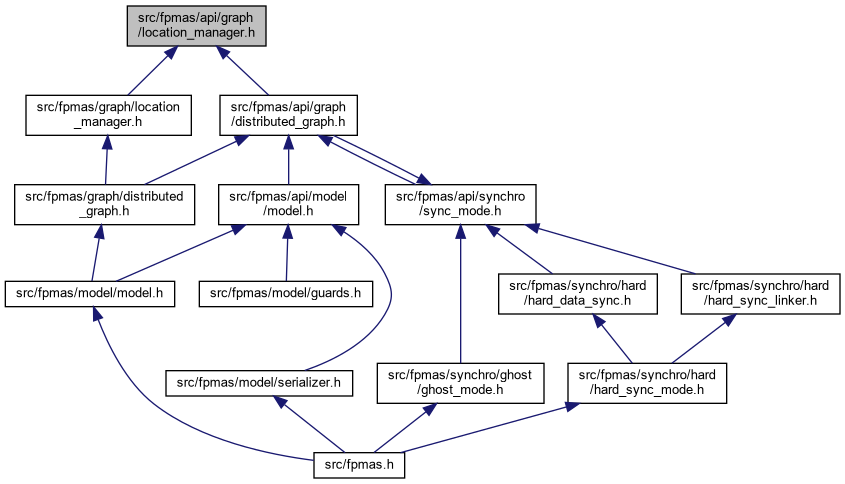 src/fpmas/api/graph
/location_manager.h
src/fpmas/graph/location
_manager.h
src/fpmas/api/graph
/distributed_graph.h
src/fpmas/graph/distributed
_graph.h
src/fpmas/api/model
/model.h
src/fpmas/api/synchro
/sync_mode.h
src/fpmas/model/model.h
src/fpmas/model/guards.h
src/fpmas/synchro/hard
/hard_data_sync.h
src/fpmas/synchro/hard
/hard_sync_linker.h
src/fpmas/model/serializer.h
src/fpmas/synchro/ghost
/ghost_mode.h
src/fpmas/synchro/hard
/hard_sync_mode.h
src/fpmas.h